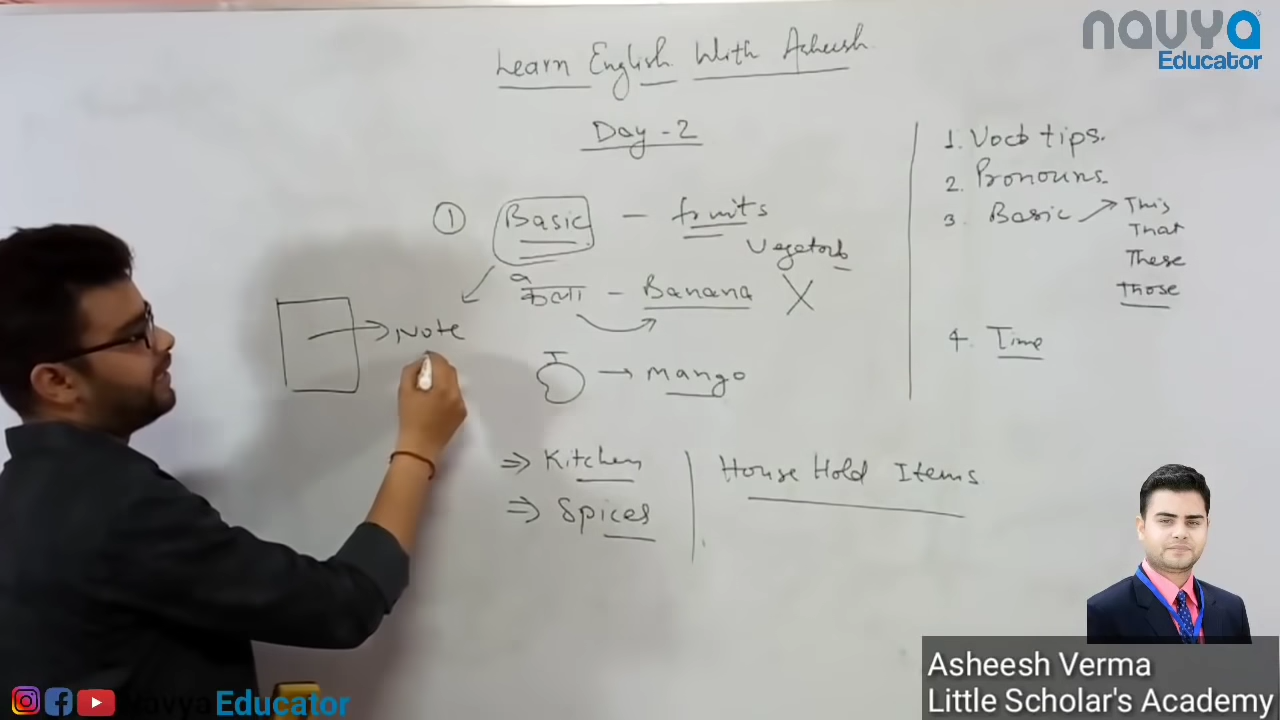 navya
Educator
Learn English With Asheesh
Day - 2
① Basic - fruits
Vegetab
केला - Banana X
→ Note
→ Mango
⇒ Kitchen
⇒ Spices
House Hold Items
1. Vocb tips.
2. Pronouns.
3. Basic → This
That
These
Those
4. Time
Asheesh Verma
Little Scholar's Academy
Navya Educator